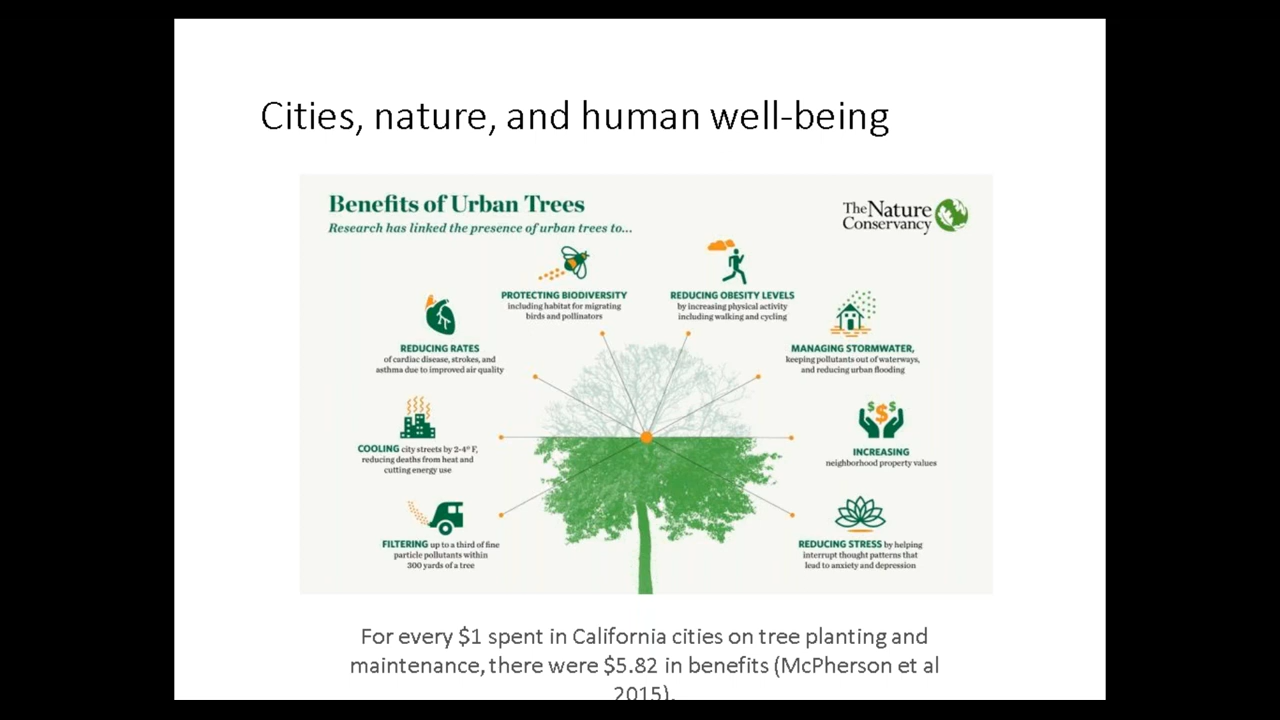 Cities, nature, and human well-being
Benefits of Urban Trees
Research has linked the presence of urban trees to...
The Nature
Conservancy
PROTECTING BIODIVERSITY
including habitat for migrating
birds and pollinators
REDUCING OBESITY LEVELS
by increasing physical activity
including walking and cycling
REDUCING RATES
of cardiac disease, strokes, and
asthma due to improved air quality
MANAGING STORMWATER,
keeping pollutants out of waterways,
and reducing urban flooding
$ $ $
COOLING city streets by 2-4° F,
reducing deaths from heat and
cutting energy use
INCREASING
neighborhood property values
FILTERING up to a third of fine
particle pollutants within
300 yards of a tree
REDUCING STRESS by helping
interrupt thought patterns that
lead to anxiety and depression
For every $1 spent in California cities on tree planting and
maintenance, there were $5.82 in benefits (McPherson et al
2015).